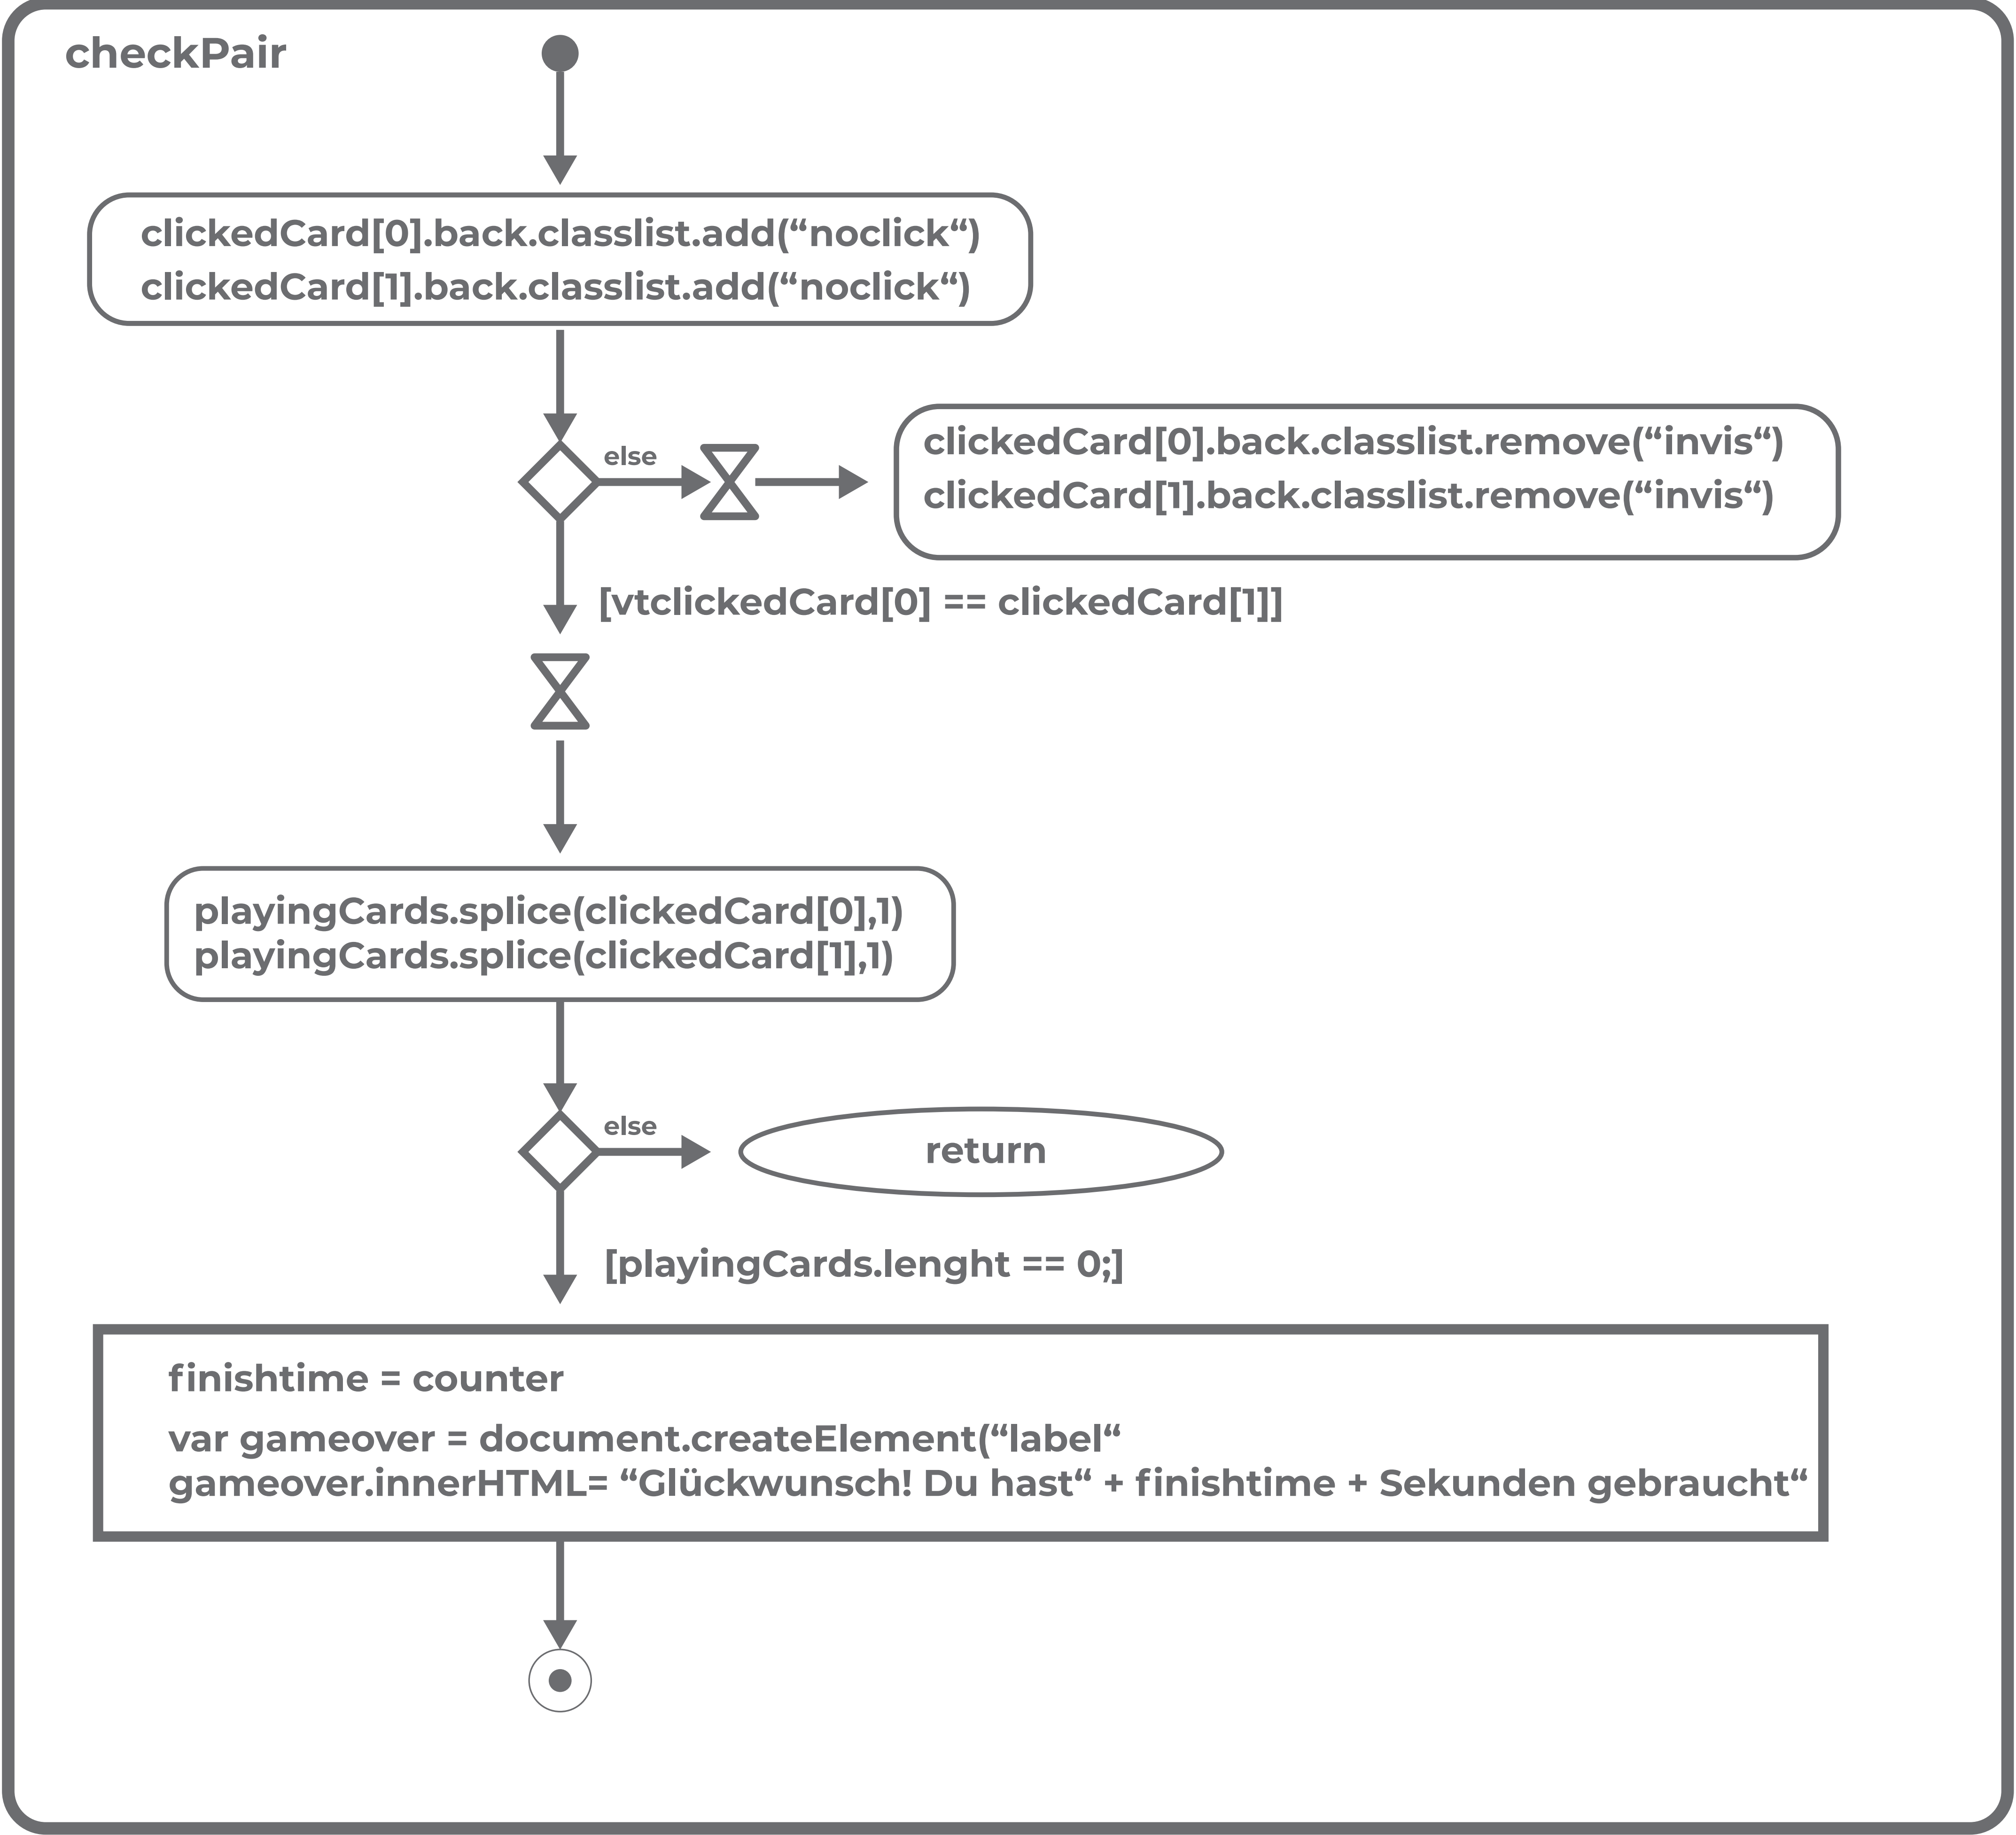 checkPair
clickedCard[0].back.classlist.add(“noclick“)
clickedCard[1].back.classlist.add(“noclick“)
else
clickedCard[0].back.classlist.remove(“invis“)
clickedCard[1].back.classlist.remove(“invis“)
[vtclickedCard[0] == clickedCard[1]]
playingCards.splice(clickedCard[0],1)
playingCards.splice(clickedCard[1],1)
else
return
[playingCards.lenght == 0;]
finishtime = counter
var gameover = document.createElement(“label“
gameover.innerHTML= “Glückwunsch! Du hast“ + finishtime + Sekunden gebraucht“